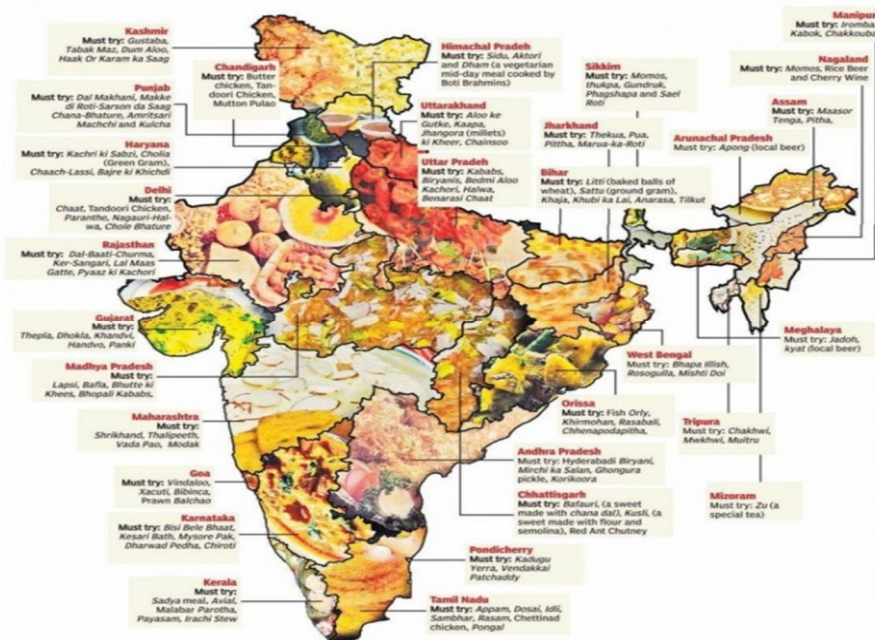 Kashmir
Must try: Gustaba,
Tabak Maz, Dum Aloo,
Haak Or Karam ka Saag
Chandigarh
Must try: Butter
chicken, Tan-
doori Chicken,
Mutton Pulao
Himachal Pradeh
Must try: Sidu, Aktori
and Dham (a vegetarian
mid-day meal cooked by
Boti Brahmins)
Sikkim
Must try: Momos,
thukpa, Gundruk,
Phagshapa and Sael
Roti
Manipur
Must try: Iromba,
Kabok, Chakkouba
Nagaland
Must try: Momos, Rice Beer
and Cherry Wine
Assam
Must try: Maasor
Tenga, Pitha,
Arunachal Pradesh
Must try: Apong (local beer)
Punjab
Must try: Dal Makhani, Makke
di Roti-Sarson da Saag
Chana-Bhature, Amritsari
Machchi and Kulcha
Uttarakhand
Must try: Aloo ke
Gutke, Kaapa,
Jhangora (millets)
ki Kheer, Chainsoo
Jharkhand
Must try: Thekua, Pua,
Pittha, Marua-ka-Roti
Haryana
Must try: Kachri ki Sabzi, Cholia
(Green Gram),
Chaach-Lassi, Bajre ki Khichdi
Uttar Pradeh
Must try: Kababs,
Biryanis, Bedmi Aloo
Kachori, Halwa,
Benarasi Chaat
Bihar
Must try: Litti (baked balls of
wheat), Sattu (ground gram),
Khaja, Khubi ka Lai, Anarasa, Tilkut
Delhi
Must try:
Chaat, Tandoori Chicken,
Paranthe, Nagauri-Hal-
wa, Chole Bhature
Rajasthan
Must try: Dal-Baati-Churma,
Ker-Sangari, Lal Maas
Gatte, Pyaaz ki Kachori
Gujarat
Must try:
Thepla, Dhokla, Khandvi,
Handvo, Panki
Madhya Pradesh
Must try:
Lapsi, Bafla, Bhutte ki
Khees, Bhopali Kababs,
Maharashtra
Must try:
Shrikhand, Thalipeeth,
Vada Pao, Modak
Goa
Must try: Vindaloo,
Xacuti, Bibinca,
Prawn Balchao
Karnataka
Must try: Bisi Bele Bhaat,
Kesari Bath, Mysore Pak,
Dharwad Pedha, Chiroti
Kerala
Must try:
Sadya meal, Avial,
Malabar Parotha,
Payasam, Irachi Stew
Meghalaya
Must try: Jadoh,
kyat (local beer)
West Bengal
Must try: Bhapa Illish,
Rosogulla, Mishti Doi
Orissa
Must try: Fish Orly,
Khirmohan, Rasabali,
Chhenapodapitha,
Tripura
Must try: Chakhwi,
Mwkhwi, Muitru
Andhra Pradesh
Must try: Hyderabadi Biryani,
Mirchi ka Salan, Ghongura
pickle, Korikoora
Chhattisgarh
Must try: Bafauri, (a sweet
made with chana dal), Kusli, (a
sweet made with flour and
semolina), Red Ant Chutney
Mizoram
Must try: Zu (a
special tea)
Pondicherry
Must try: Kadugu
Yerra, Vendakkai
Patchaddy
Tamil Nadu
Must try: Appam, Dosai, Idli,
Sambhar, Rasam, Chettinad
chicken, Pongal